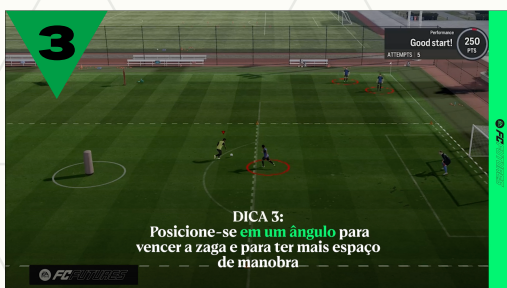 3
Performance
Good start!
ATTEMPTS : 5
250
PTS
FC FUTURES
DICA 3:
Posicione-se em um ângulo para
vencer a zaga e para ter mais espaço
de manobra
FC FUTURES